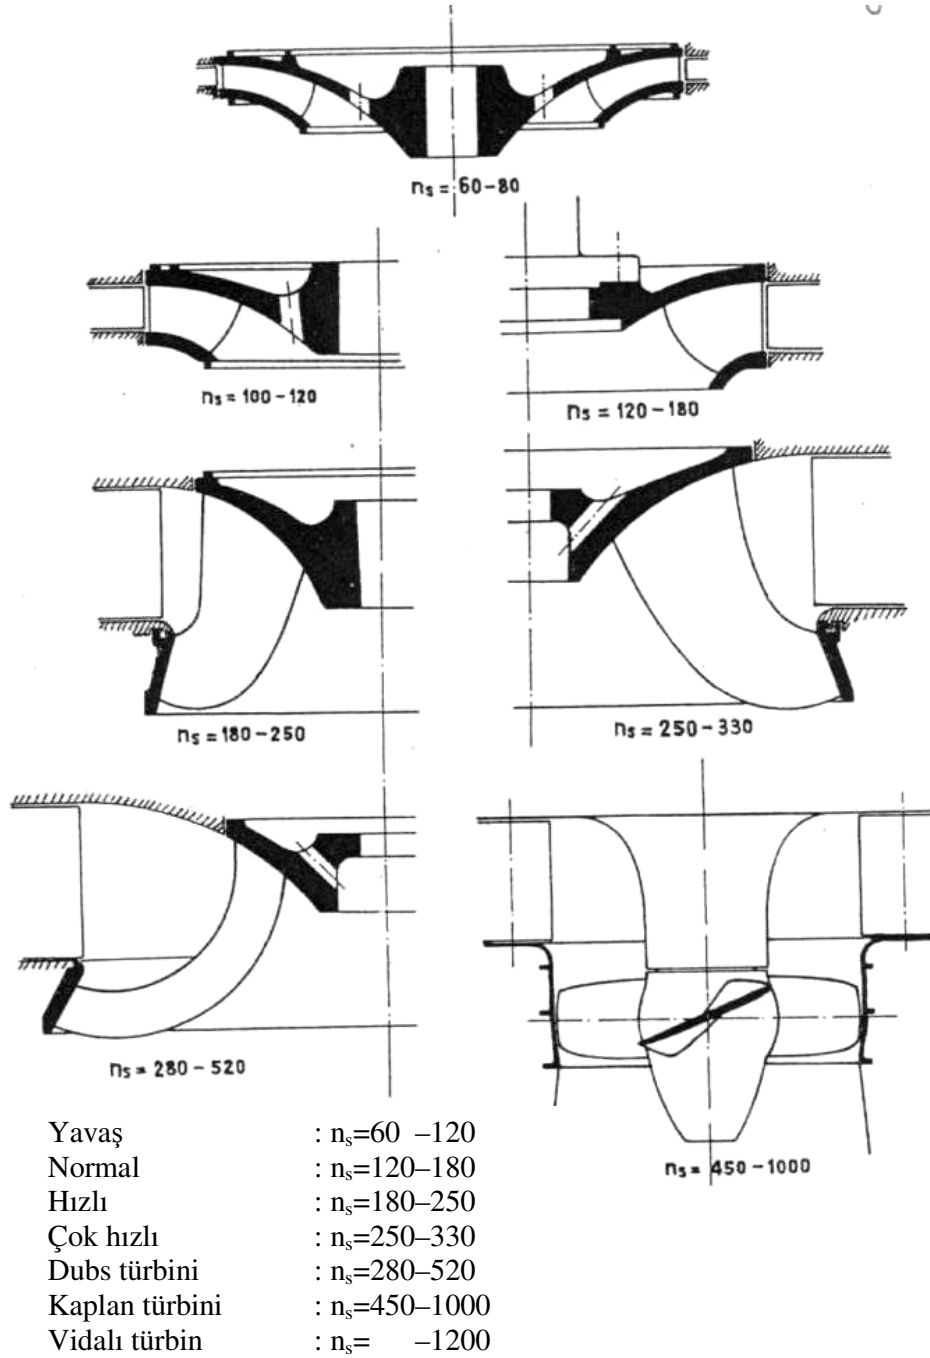 ns = 60-80
ns = 100-120
ns = 120-180
ns = 180-250
ns = 250-330
ns = 280-520
ns = 450-1000
Yavaş : ns=60 –120
Normal : ns=120–180
Hızlı : ns=180–250
Çok hızlı : ns=250–330
Dubs türbini : ns=280–520
Kaplan türbini : ns=450–1000
Vidalı türbin : ns= –1200